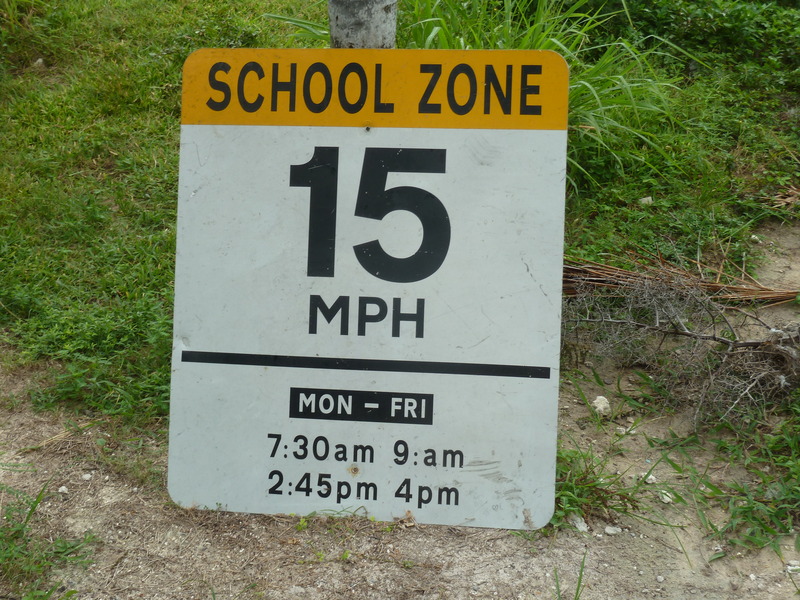 SCHOOL ZONE
15
MPH
MON - FRI
7:30am 9:am
2:45pm 4pm